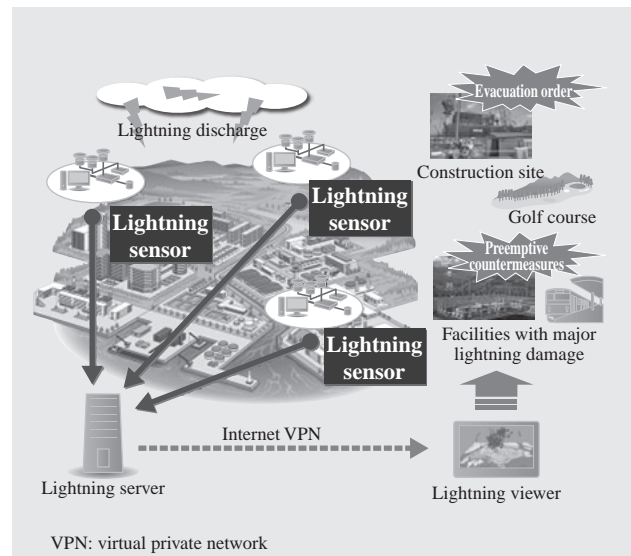 Lightning discharge
Lightning
sensor
Lightning
sensor
Lightning
sensor
Evacuation order
Construction site
Golf course
Preemptive
countermeasures
Facilities with major
lightning damage
Internet VPN
Lightning server
Lightning viewer
VPN: virtual private network